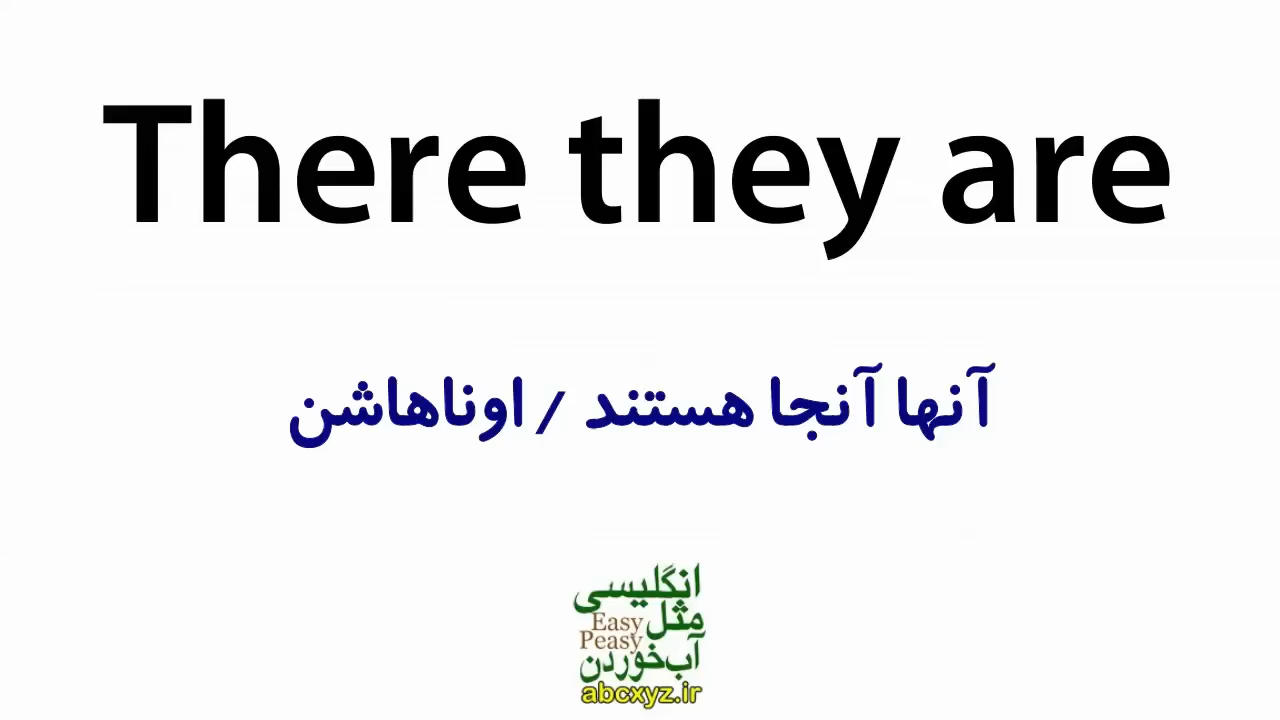 There they are
آنها آنجا هستند / اوناهاشن
انگلیسی
مثل Easy
Peasy
آب‌خوردن
abcxyz.ir